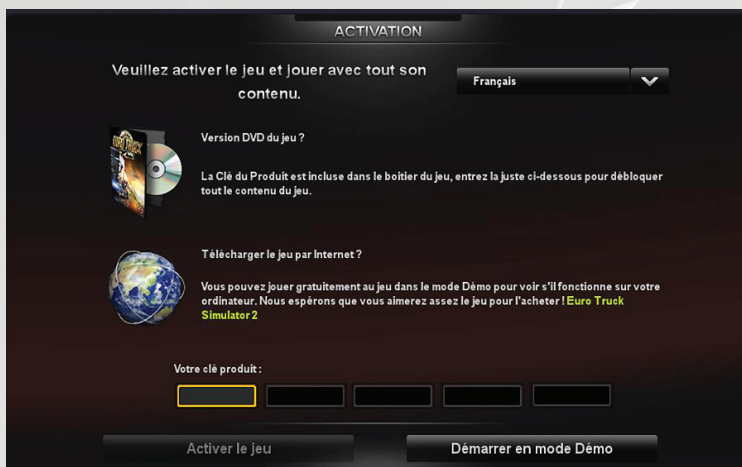 ACTIVATION
Veuillez activer le jeu et jouer avec tout son
contenu.
Français
Version DVD du jeu ?
La Clé du Produit est incluse dans le boitier du jeu, entrez la juste ci-dessous pour débloquer
tout le contenu du jeu.
Télécharger le jeu par Internet ?
Vous pouvez jouer gratuitement au jeu dans le mode Démo pour voir s'il fonctionne sur votre
ordinateur. Nous espérons que vous aimerez assez le jeu pour l'acheter ! Euro Truck
Simulator 2
Votre clé produit :
Activer le jeu
Démarrer en mode Démo